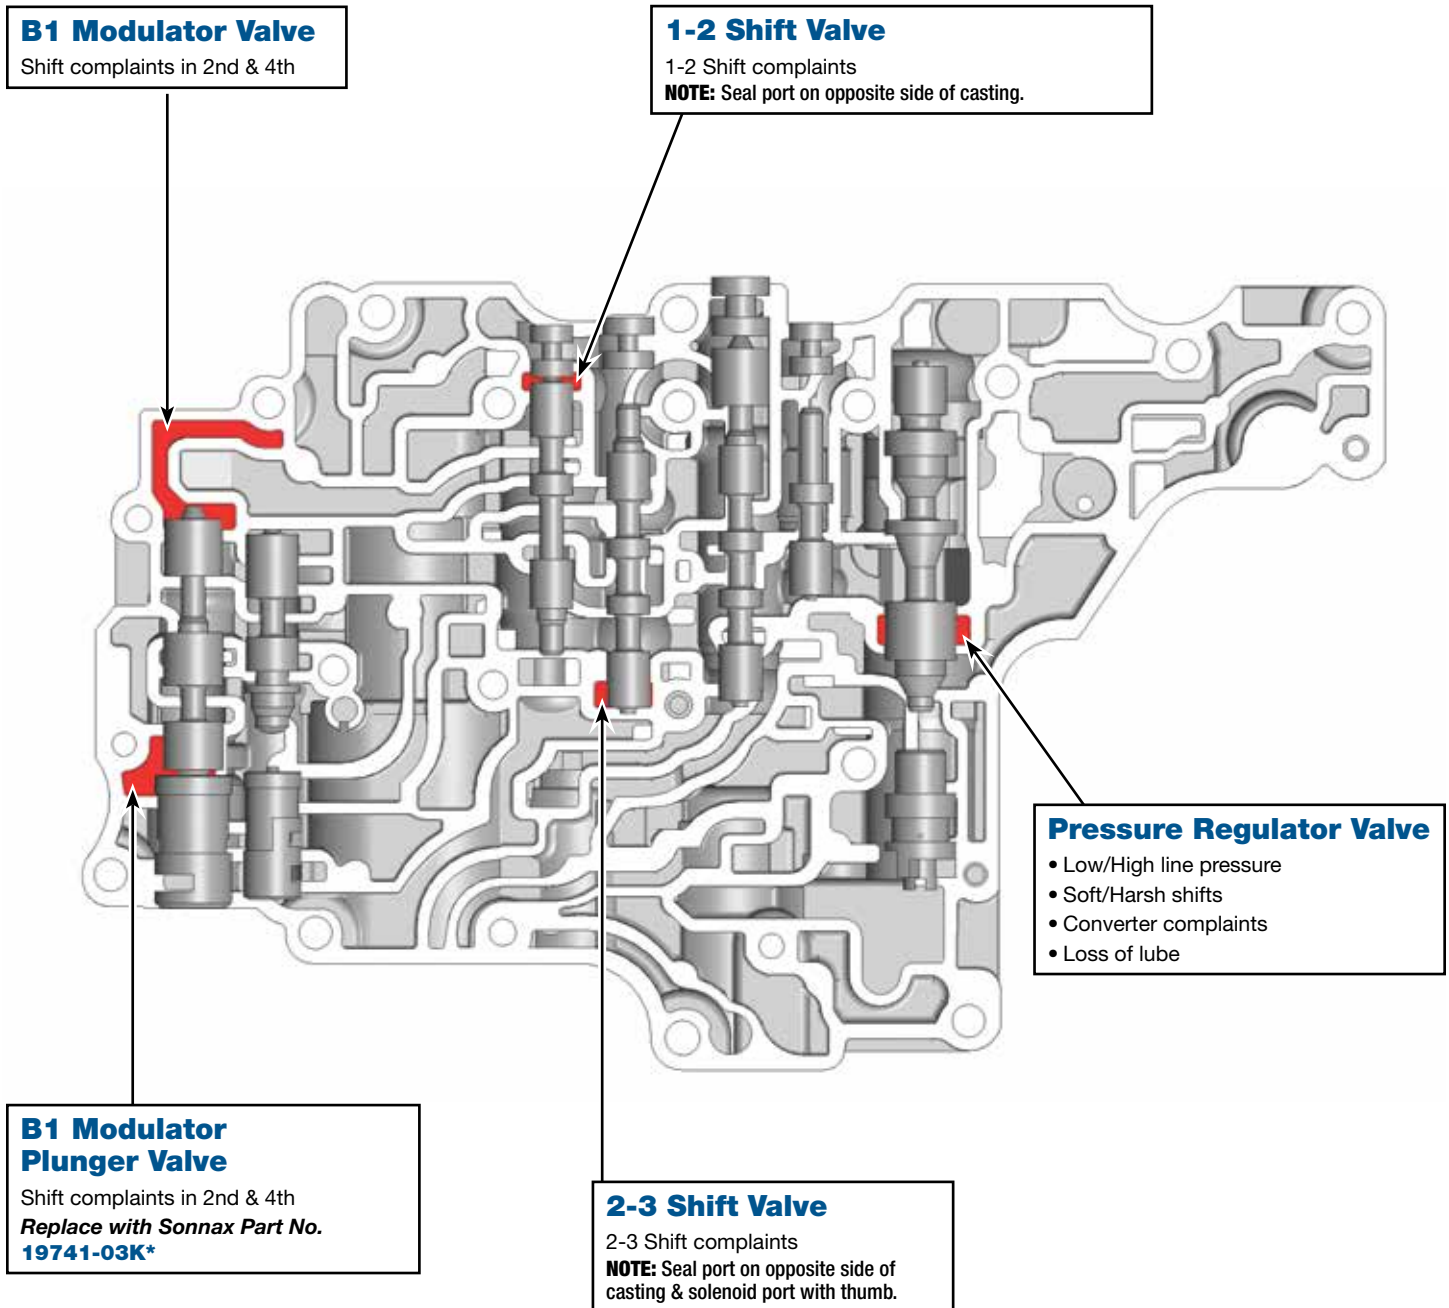 B1 Modulator Valve
Shift complaints in 2nd & 4th
1-2 Shift Valve
1-2 Shift complaints
NOTE: Seal port on opposite side of casting.
Pressure Regulator Valve
• Low/High line pressure
• Soft/Harsh shifts
• Converter complaints
• Loss of lube
B1 Modulator
Plunger Valve
Shift complaints in 2nd & 4th
Replace with Sonnax Part No.
19741-03K*
2-3 Shift Valve
2-3 Shift complaints
NOTE: Seal port on opposite side of
casting & solenoid port with thumb.